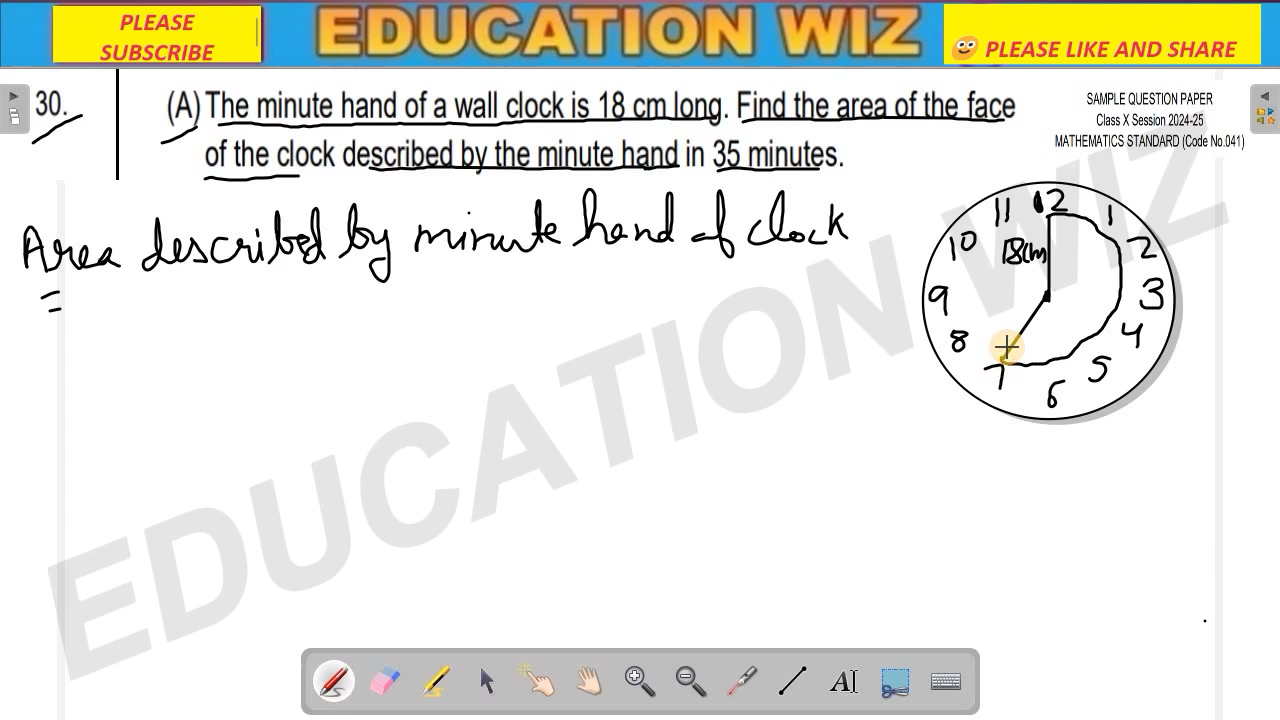 PLEASE
SUBSCRIBE
EDUCATION WIZ
PLEASE LIKE AND SHARE
30. (A) The minute hand of a wall clock is 18 cm long. Find the area of the face
of the clock described by the minute hand in 35 minutes.
SAMPLE QUESTION PAPER
Class X Session 2024-25
MATHEMATICS STANDARD (Code No.041)
Area described by minute hand of clock
=
12
11
1
10
18cm
2
9
3
8
4
7
5
6
EDUCATION WIZ
AI